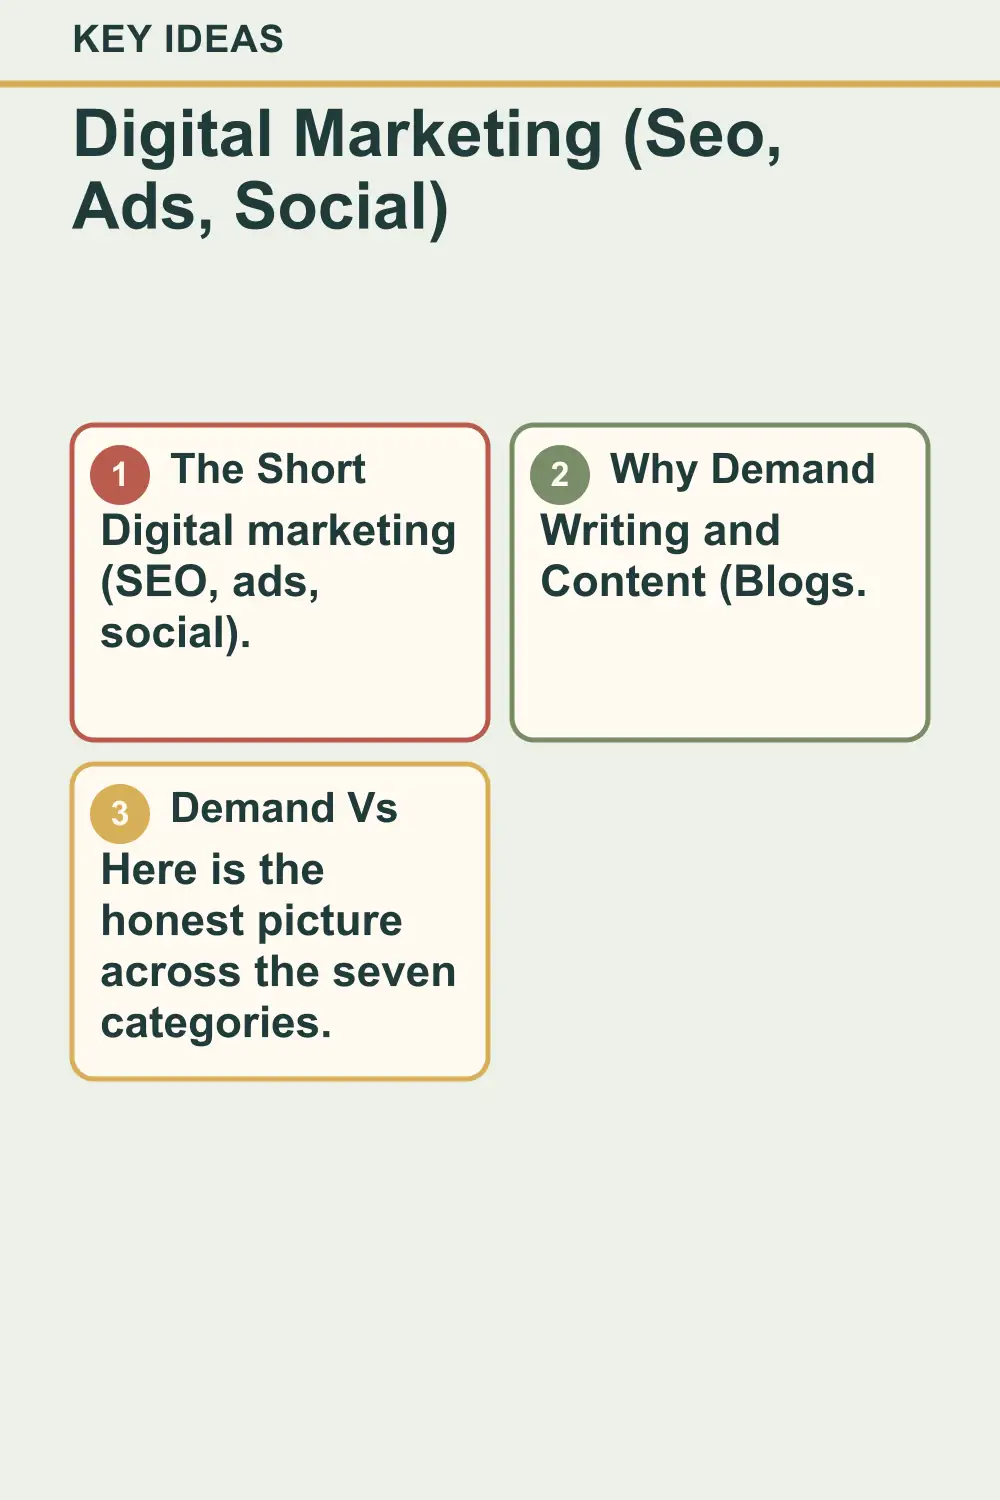 KEY IDEAS
Digital Marketing (Seo,
Ads, Social)
1 The Short
Digital marketing
(SEO, ads,
social).
2 Why Demand
Writing and
Content (Blogs.
3 Demand Vs
Here is the
honest picture
across the seven
categories.